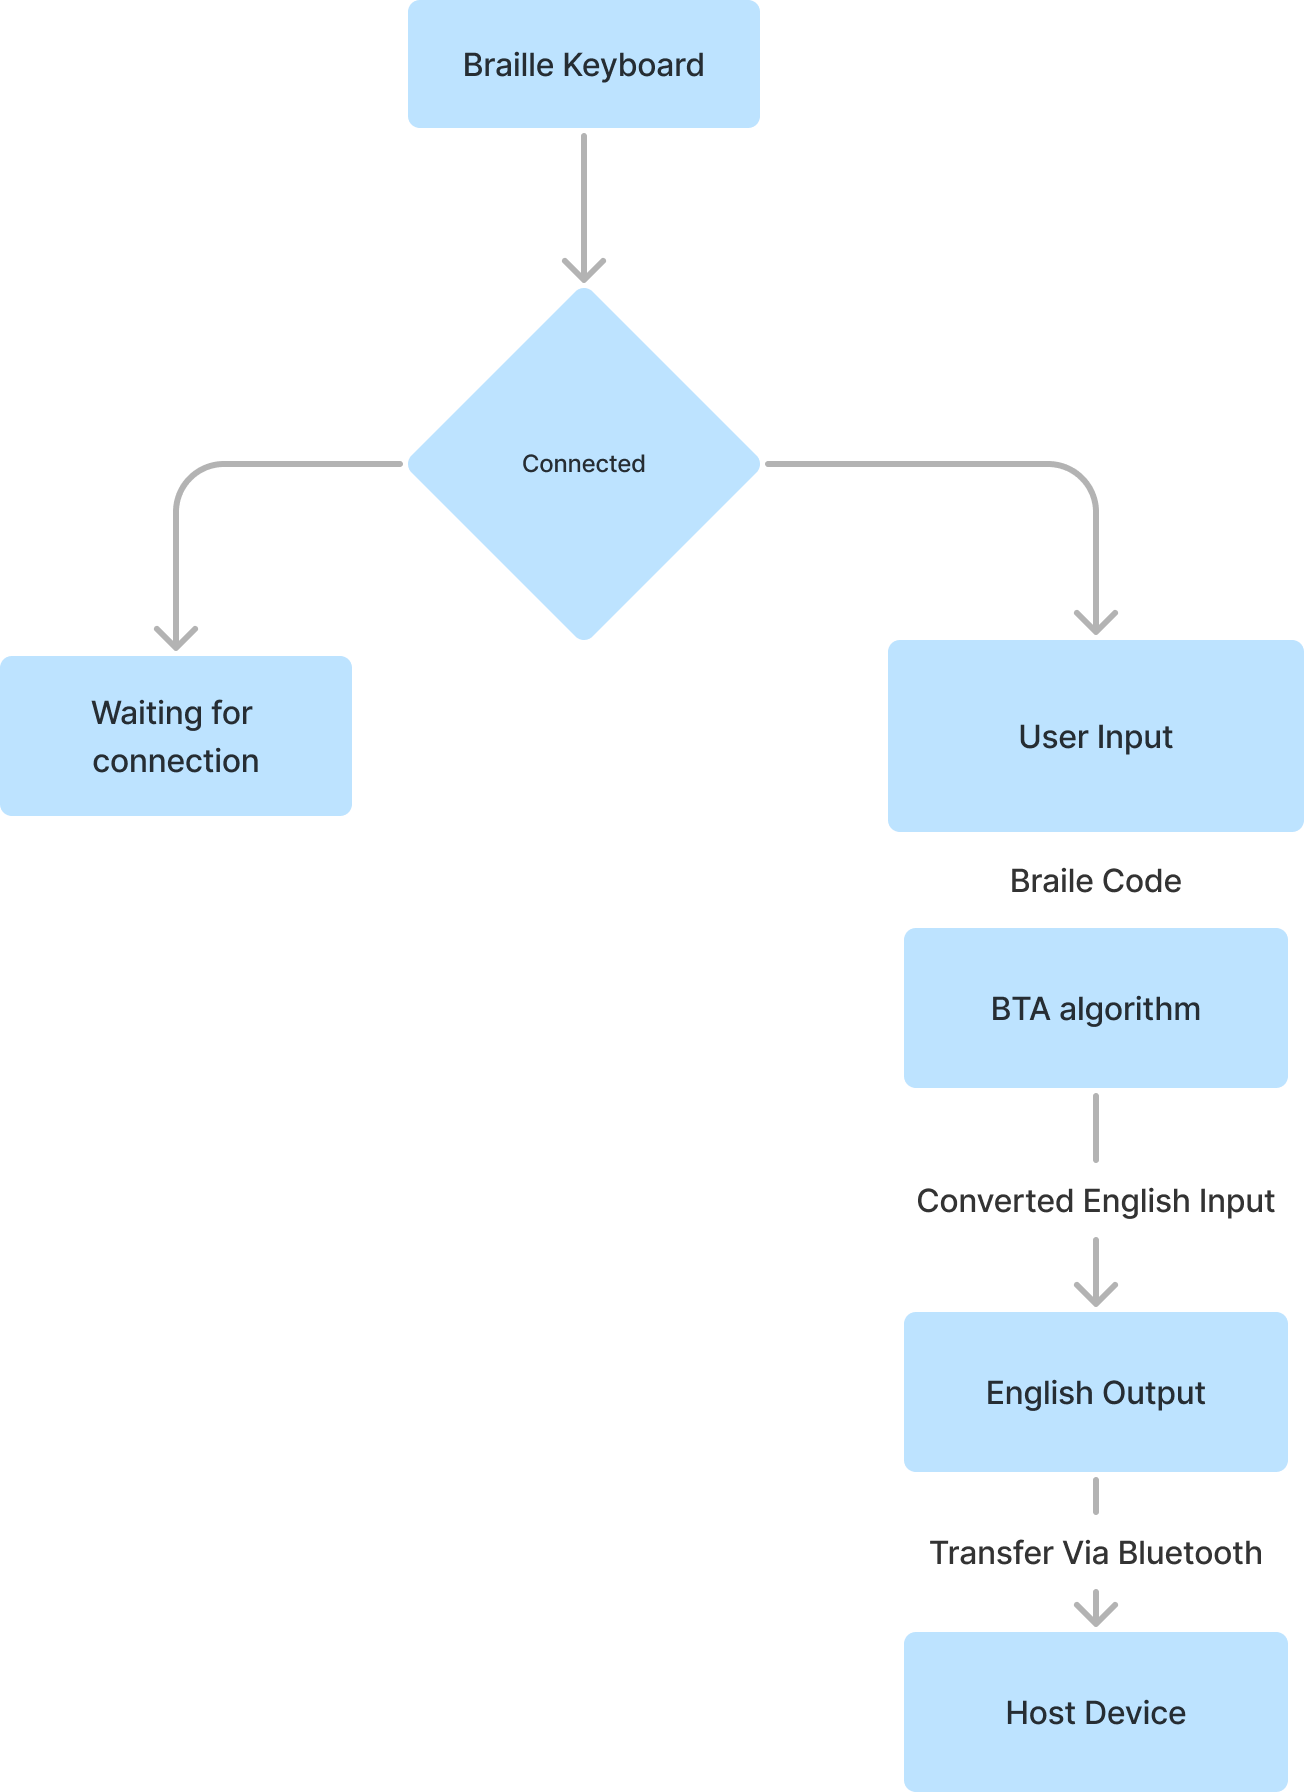 Braille Keyboard
Connected
Waiting for
connection
User Input
Braile Code
BTA algorithm
Converted English Input
English Output
Transfer Via Bluetooth
Host Device